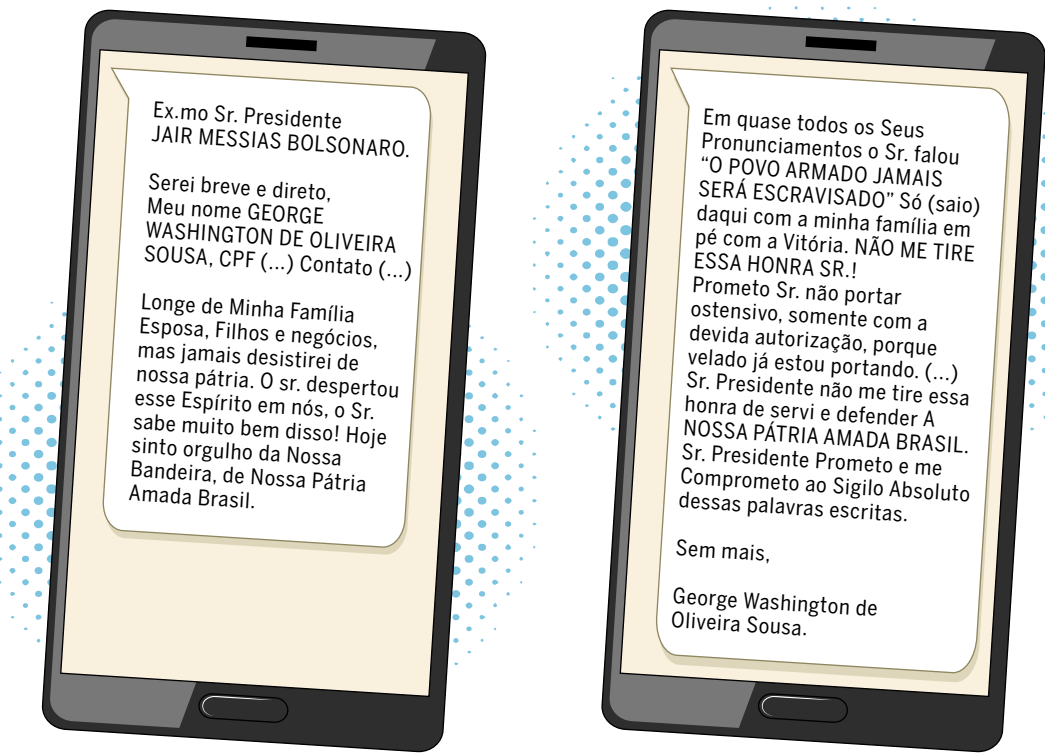 Ex.mo Sr. Presidente
JAIR MESSIAS BOLSONARO.
Serei breve e direto,
Meu nome GEORGE
WASHINGTON DE OLIVEIRA
SOUSA, CPF (...) Contato (...)
Longe de Minha Família
Esposa, Filhos e negócios,
mas jamais desistirei de
nossa pátria. O sr. despertou
esse Espírito em nós, o Sr.
sabe muito bem disso! Hoje
sinto orgulho da Nossa
Bandeira, de Nossa Pátria
Amada Brasil.
Em quase todos os Seus
Pronunciamentos o Sr. falou
“O POVO ARMADO JAMAIS
SERÁ ESCRAVISADO” Só (saio)
daqui com a minha família em
pé com a Vitória. NÃO ME TIRE
ESSA HONRA SR.!
Prometo Sr. não portar
ostensivo, somente com a
devida autorização, porque
velado já estou portando. (...)
Sr. Presidente não me tire essa
honra de servi e defender A
NOSSA PÁTRIA AMADA BRASIL.
Sr. Presidente Prometo e me
Comprometo ao Sigilo Absoluto
dessas palavras escritas.
Sem mais,
George Washington de
Oliveira Sousa.